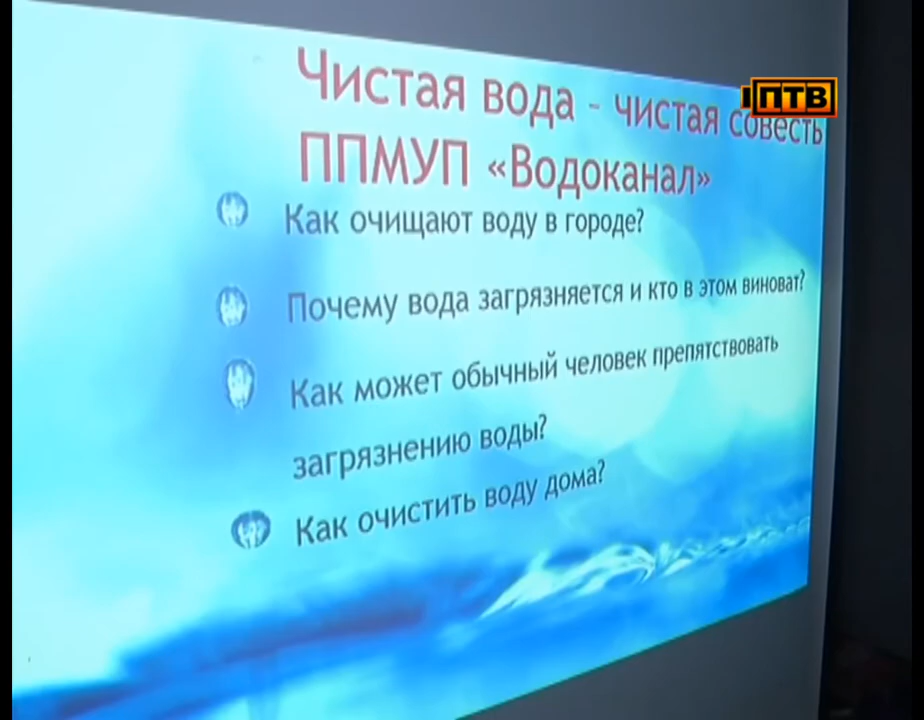 Чистая вода - чистая совесть
ППМУП «Водоканал»
Как очищают воду в городе?
Почему вода загрязняется и кто в этом виноват?
Как может обычный человек препятствовать
загрязнению воды?
Как очистить воду дома?
ПТВ